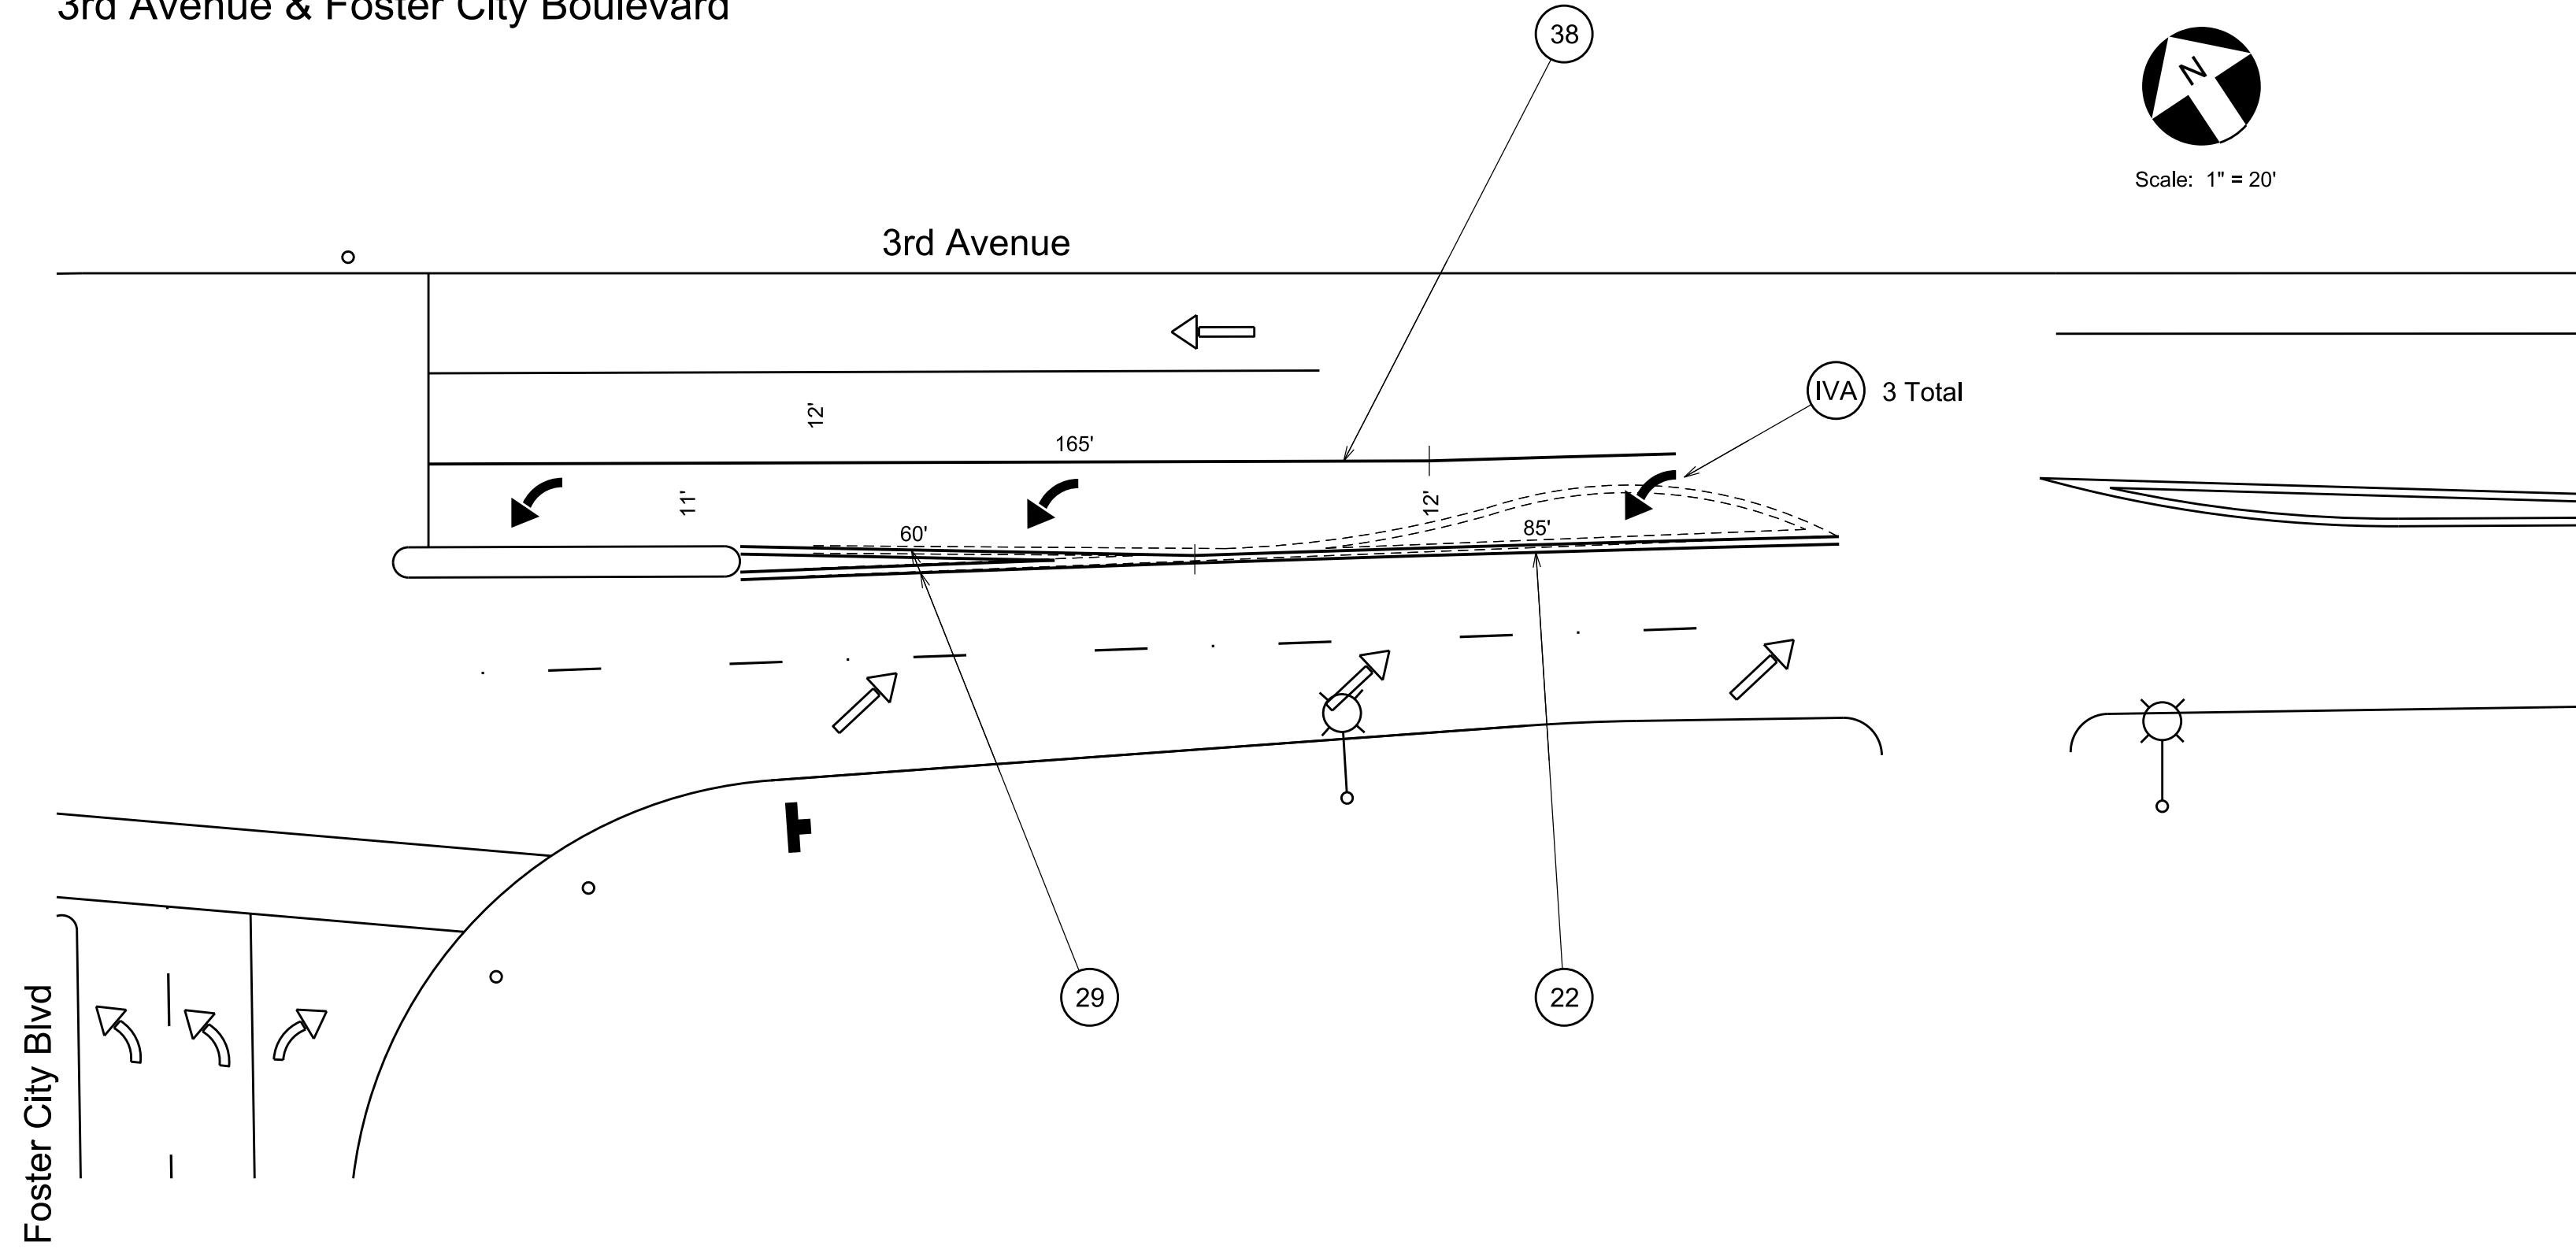 3rd Avenue & Foster City Boulevard
38
N
Scale: 1" = 20'
3rd Avenue
IVA 3 Total
12'
165'
11'
12'
60'
85'
29
22
Foster City Blvd